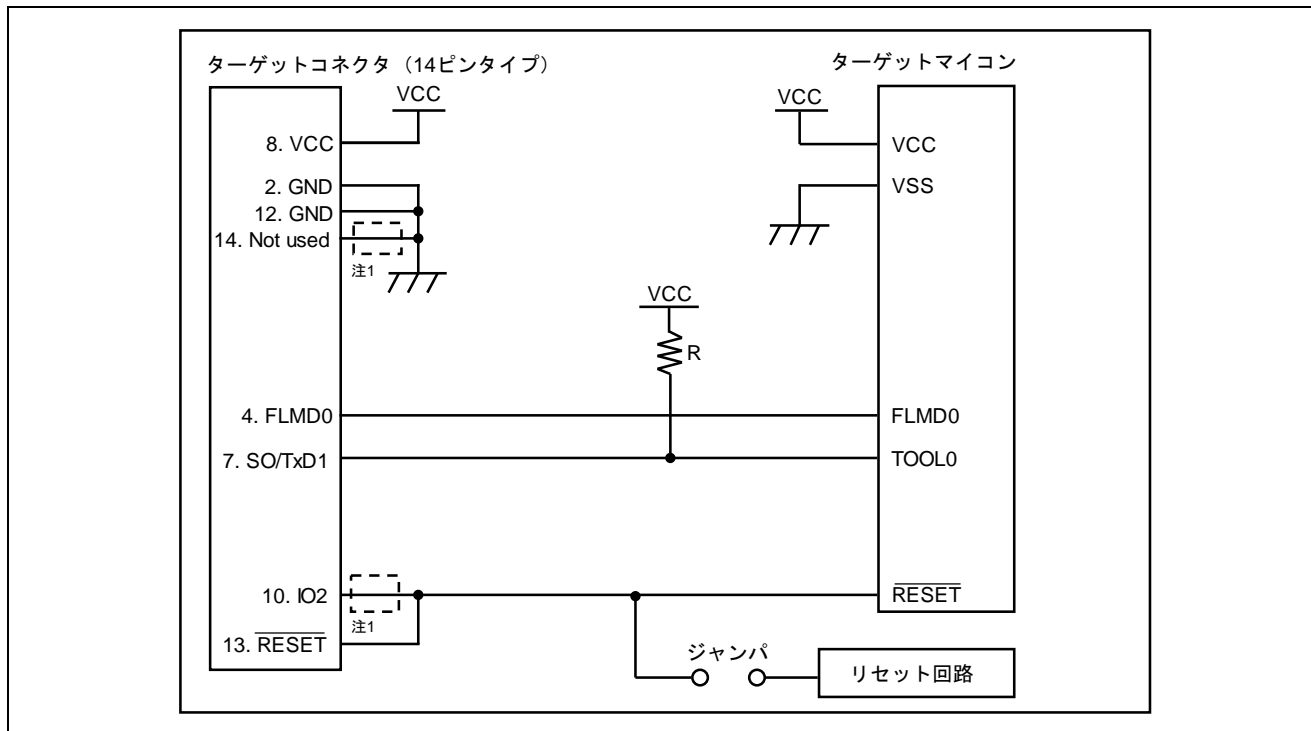 ターゲットコネクタ（14ピンタイプ）
ターゲットマイコン
VCC
VCC
8. VCC
VCC
2. GND
VSS
12. GND
14. Not used
注1
VCC
R
4. FLMD0
FLMD0
7. SO/TxD1
TOOL0
10. IO2
RESET
注1
13. RESET
ジャンパ
リセット回路